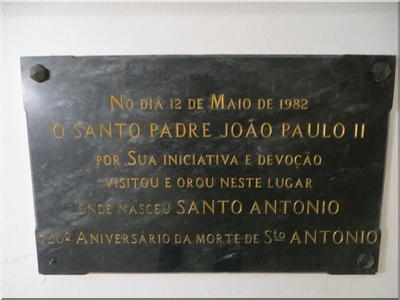 NO DIA 12 DE MAIO DE 1982
O SANTO PADRE JOÃO PAULO II
POR SUA INICIATIVA E DEVOÇÃO
VISITOU E OROU NESTE LUGAR
ONDE NASCEU SANTO ANTÓNIO
750º ANIVERSÁRIO DA MORTE DE Sto ANTÓNIO